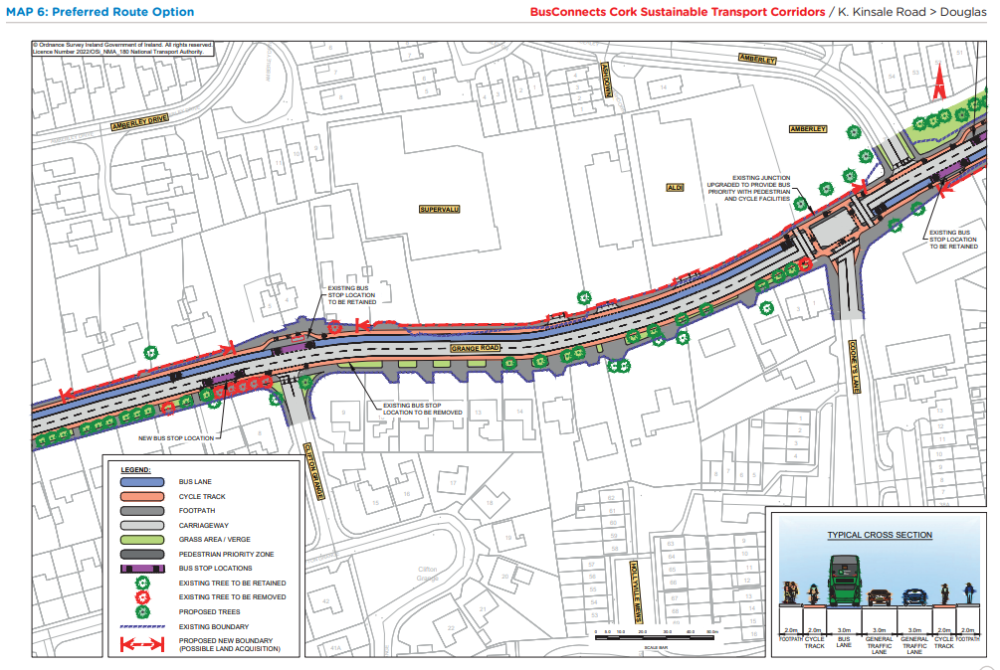 MAP 6: Preferred Route Option
BusConnects Cork Sustainable Transport Corridors / K. Kinsale Road > Douglas
© Ordnance Survey Ireland Government of Ireland. All rights reserved.
Licence Number 2022/OSi_NMA_180 National Transport Authority.
AMBERLEY
ASHDOWN
AMBERLEY DRIVE
AMBERLEY
ALDI
SUPERVALU
EXISTING JUNCTION
UPGRADED TO PROVIDE BUS
PRIORITY WITH PEDESTRIAN
AND CYCLE FACILITIES
EXISTING BUS
STOP LOCATION
TO BE RETAINED
EXISTING BUS
STOP LOCATION
TO BE RETAINED
GRANGE ROAD
COONEYS LANE
EXISTING BUS STOP
LOCATION TO BE REMOVED
NEW BUS STOP LOCATION
CLIFTON GRANGE
Clifton
Grange
HOLLYVILLE MEWS
LEGEND:
BUS LANE
CYCLE TRACK
FOOTPATH
CARRIAGEWAY
GRASS AREA / VERGE
PEDESTRIAN PRIORITY ZONE
BUS STOP LOCATIONS
EXISTING TREE TO BE RETAINED
EXISTING TREE TO BE REMOVED
PROPOSED TREES
EXISTING BOUNDARY
PROPOSED NEW BOUNDARY
(POSSIBLE LAND ACQUISITION)
SCALE BAR
TYPICAL CROSS SECTION
2.0m 2.0m 3.0m 3.0m 3.0m 2.0m 2.0m
FOOTPATH CYCLE TRACK BUS LANE GENERAL TRAFFIC LANE GENERAL TRAFFIC LANE CYCLE TRACK FOOTPATH